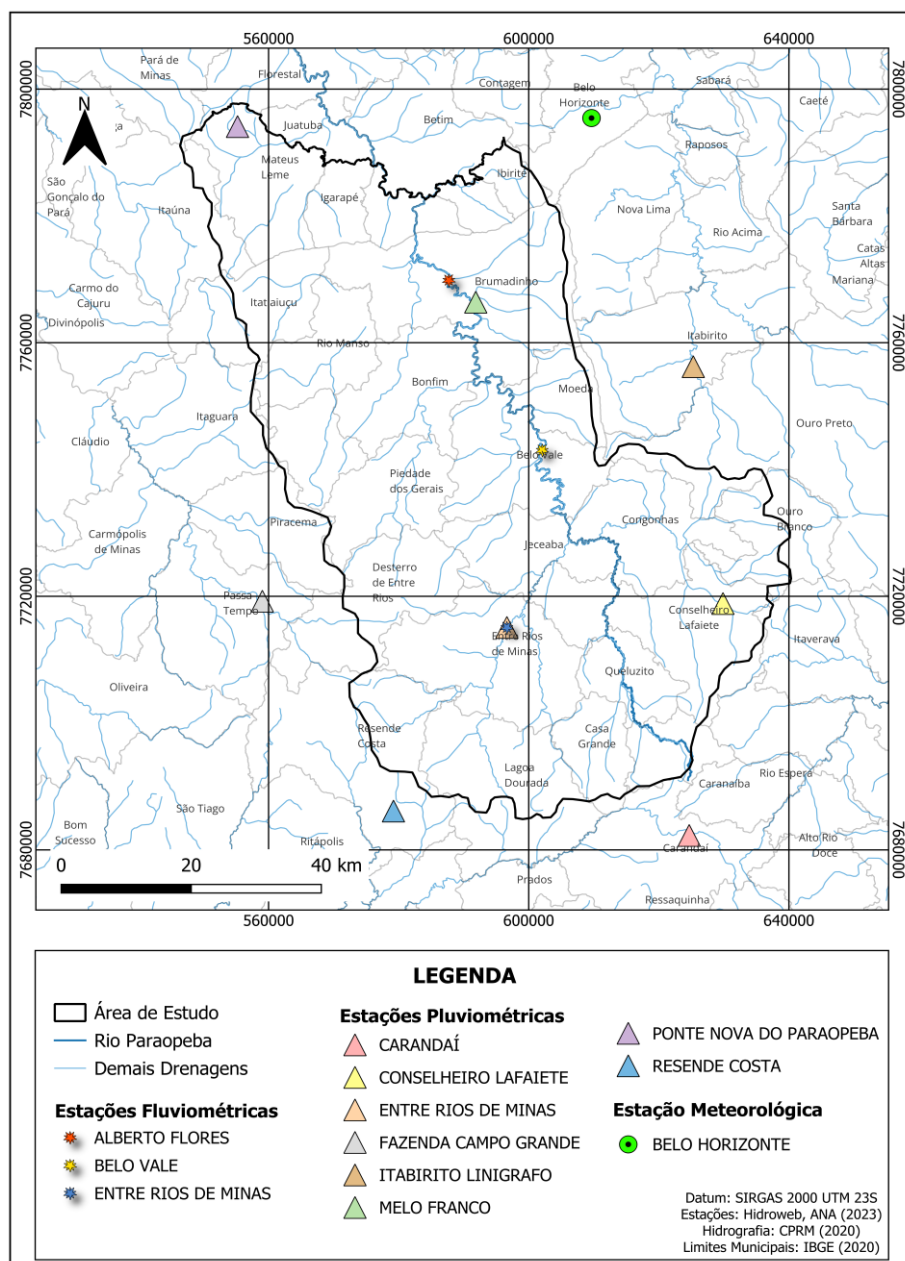 560000
600000
640000
7800000
7800000
Pará de
Minas
Florestal
Contagem
Belo
Horizonte
Sabará
Caeté
N
Juatuba
Betim
Raposos
Mateus
Leme
Ibirité
São
Gonçalo do
Pará
Itaúna
Igarapé
Nova Lima
Santa
Bárbara
Rio Acima
Catas
Altas
Mariana
Carmo do
Cajuru
Divinópolis
Itatiaiuçu
Brumadinho
7760000
7760000
Rio Manso
Itabirito
Bonfim
Moeda
Itaguara
Ouro Preto
Cláudio
Belo Vale
Piedade
dos Gerais
Carmópolis
de Minas
Piracema
Congonhas
Ouro
Branco
Jeceaba
Desterro
de Entre
Rios
7720000
7720000
Passa
Tempo
Conselheiro
Lafaiete
Itaverava
Entre Rios
de Minas
Queluzito
Oliveira
Resende
Costa
Casa
Grande
Lagoa
Dourada
Caranaíba
Rio Espera
São Tiago
Bom
Sucesso
Ritápolis
Carandaí
Alto Rio
Doce
7680000
7680000
0
20
40 km
Prados
Ressaquinha
560000
600000
640000
LEGENDA
Área de Estudo
Rio Paraopeba
Demais Drenagens
Estações Fluviométricas
ALBERTO FLORES
BELO VALE
ENTRE RIOS DE MINAS
Estações Pluviométricas
CARANDAÍ
CONSELHEIRO LAFAIETE
ENTRE RIOS DE MINAS
FAZENDA CAMPO GRANDE
ITABIRITO LINIGRAFO
MELO FRANCO
PONTE NOVA DO PARAOPEBA
RESENDE COSTA
Estação Meteorológica
BELO HORIZONTE
Datum: SIRGAS 2000 UTM 23S
Estações: Hidroweb, ANA (2023)
Hidrografia: CPRM (2020)
Limites Municipais: IBGE (2020)